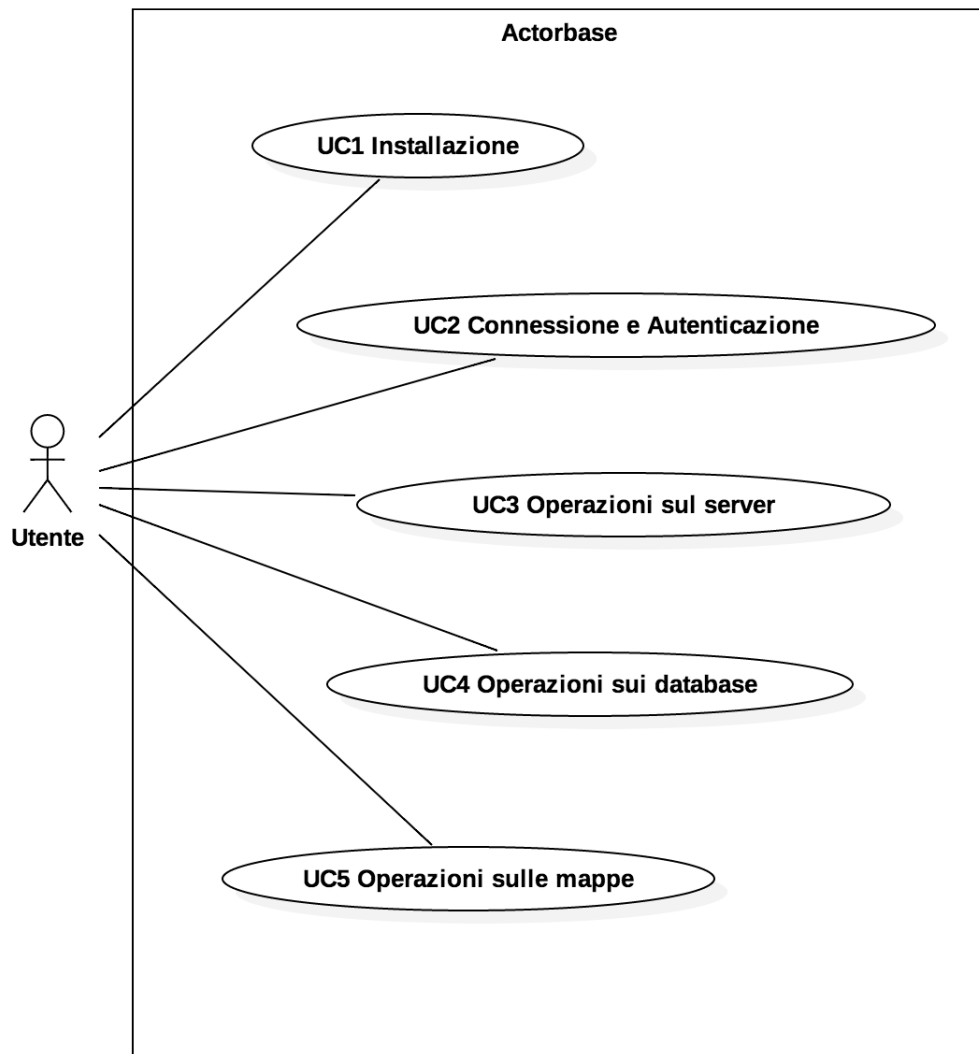 Actorbase
UC1 Installazione
UC2 Connessione e Autenticazione
UC3 Operazioni sul server
Utente
UC4 Operazioni sui database
UC5 Operazioni sulle mappe